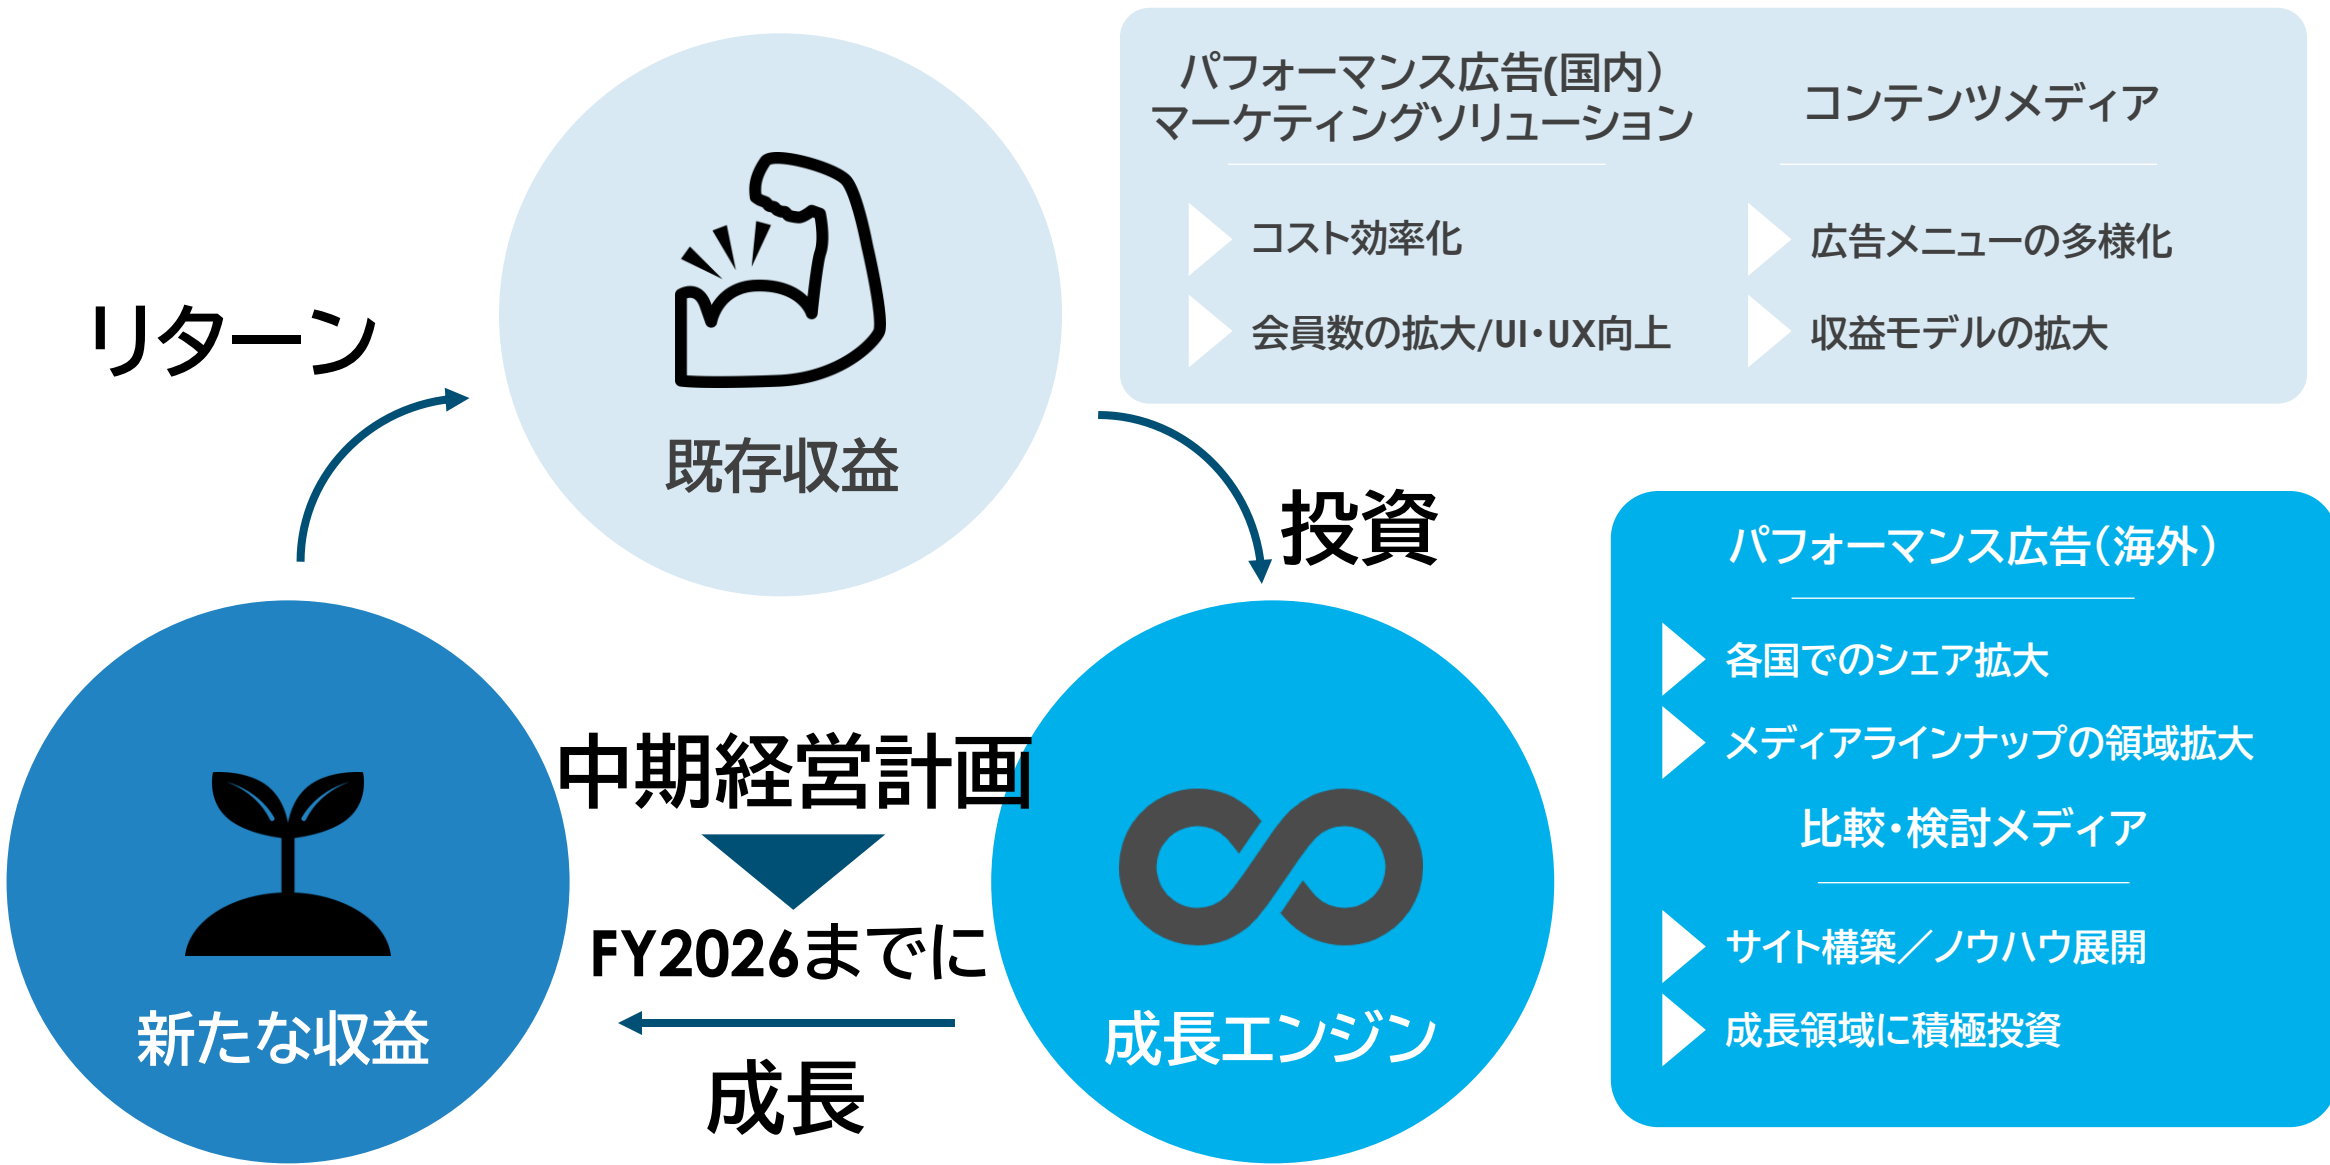 パフォーマンス広告(国内）
マーケティングソリューション
コスト効率化
会員数の拡大/UI・UX向上
コンテンツメディア
広告メニューの多様化
収益モデルの拡大
リターン
既存収益
投資
パフォーマンス広告（海外）
各国でのシェア拡大
メディアラインナップの領域拡大
比較・検討メディア
サイト構築／ノウハウ展開
成長領域に積極投資
中期経営計画
FY2026までに
成長
新たな収益
成長エンジン